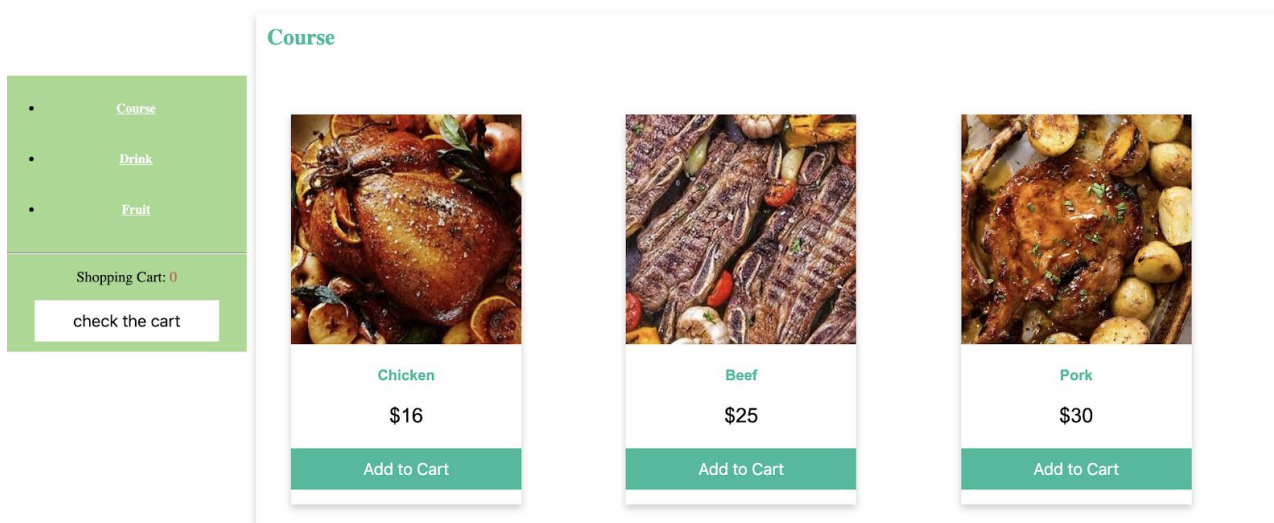 Course
Course
Drink
Fruit
Shopping Cart: 0
check the cart
Chicken
$16
Add to Cart
Beef
$25
Add to Cart
Pork
$30
Add to Cart